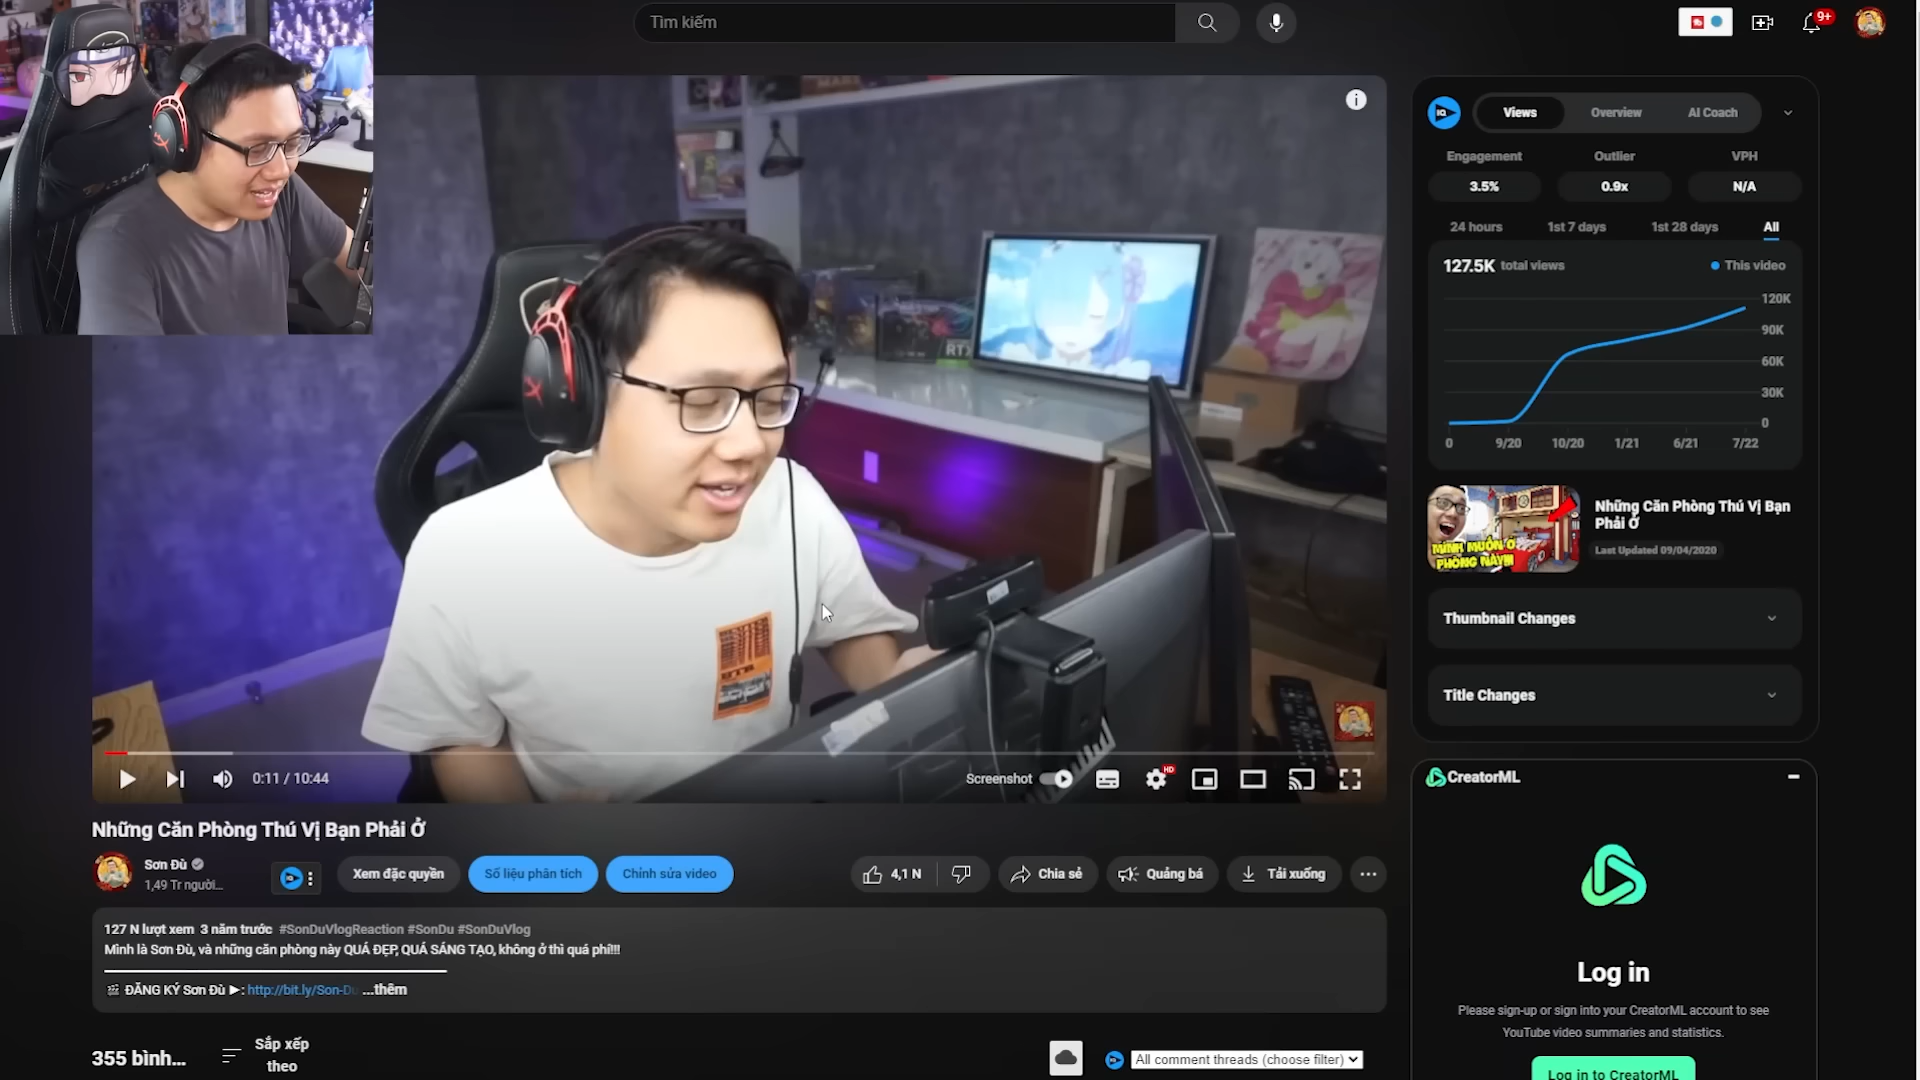 Tìm kiếm
9+
Views
Overview
AI Coach
Engagement
Outlier
VPH
3.5%
0.9x
N/A
24 hours
1st 7 days
1st 28 days
All
127.5K total views
This video
120K
90K
60K
30K
0
0
9/20
10/20
1/21
6/21
7/22
MÌNH MUỐN Ở
PHÒNG NÀY!!!
Những Căn Phòng Thú Vị Bạn
Phải Ở
Last Updated 09/04/2020
Thumbnail Changes
Title Changes
RTX
0:11 / 10:44
Screenshot
HD
CreatorML
Log in
Please sign-up or sign into your CreatorML account to see
YouTube video summaries and statistics.
Log in to CreatorML
Những Căn Phòng Thú Vị Bạn Phải Ở
Sơn Đù
1,49 Tr người...
Xem đặc quyền
Số liệu phân tích
Chỉnh sửa video
4,1 N
Chia sẻ
Quảng bá
Tải xuống
127 N lượt xem 3 năm trước #SonDuVlogReaction #SonDu #SonDuVlog
Mình là Sơn Đù, và những căn phòng này QUÁ ĐẸP, QUÁ SÁNG TẠO, không ở thì quá phí!!!
ĐĂNG KÝ Sơn Đù ►: http://bit.ly/Son-Du ...thêm
355 bình...
Sắp xếp
theo
All comment threads (choose filter)